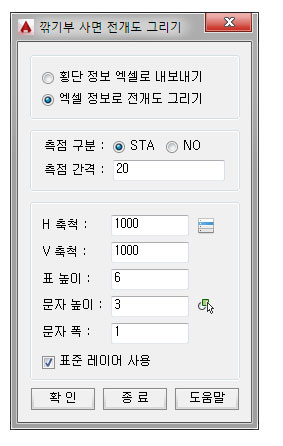 깎기부 사면 전개도 그리기
횡단 정보 엑셀로 내보내기
엑셀 정보로 전개도 그리기
측점 구분 : STA NO
측점 간격 : 20
H 축척 : 1000
V 축척 : 1000
표 높이 : 6
문자 높이 : 3
문자 폭 : 1
표준 레이어 사용
확 인 종 료 도움말